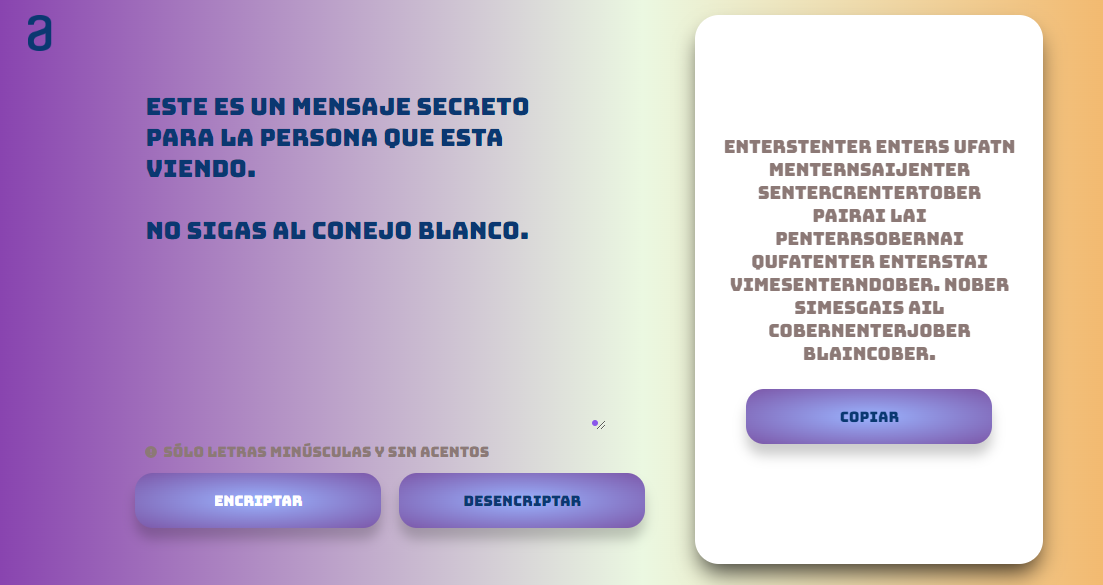 a
ESTE ES UN MENSAJE SECRETO
PARA LA PERSONA QUE ESTA
VIENDO.
NO SIGAS AL CONEJO BLANCO.
SÓLO LETRAS MINÚSCULAS Y SIN ACENTOS
ENCRIPTAR
DESENCRIPTAR
ENTERSTENTER ENTERS UFATN
MENTERNSAIJENTER
SENTERCRENTERTOBER
PAIRAI LAI
PENTERRSOBERNAI
QUFATENTER ENTERSTAI
VIMESENTERNDOBER. NOBER
SIMESGAIS AIL
COBERNENTERJOBER
BLAINCOBER.
COPIAR